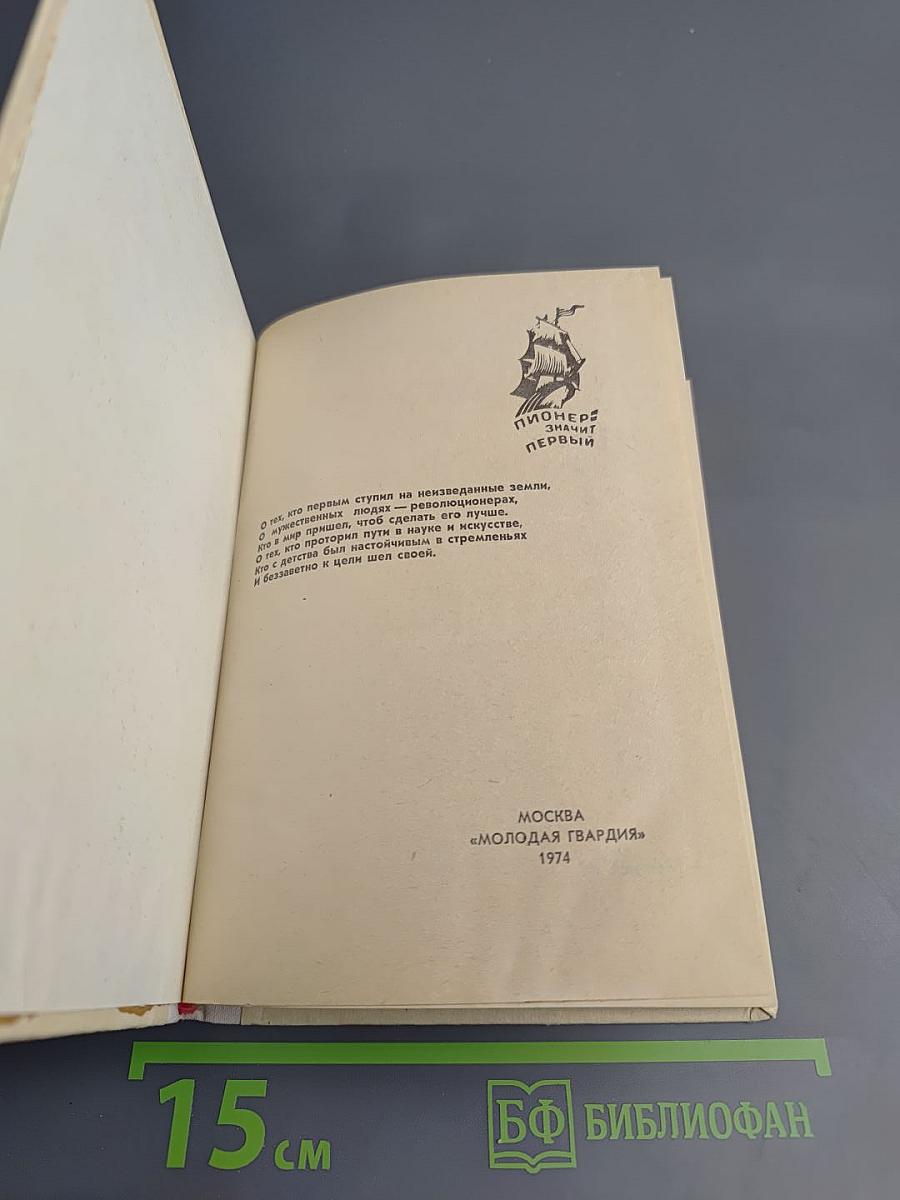 ПИОНЕР–
ЗНАЧИТ
ПЕРВЫЙ
О тех, кто первым ступил на неизведанные земли,
О мужественных людях — революционерах,
Кто в мир пришел, чтоб сделать его лучше.
О тех, кто проторил пути в науке и искусстве,
Кто с детства был настойчивым в стремленьях
И беззаветно к цели шел своей.
МОСКВА
«МОЛОДАЯ ГВАРДИЯ»
1974
15 см
БФ БИБЛИОФАН